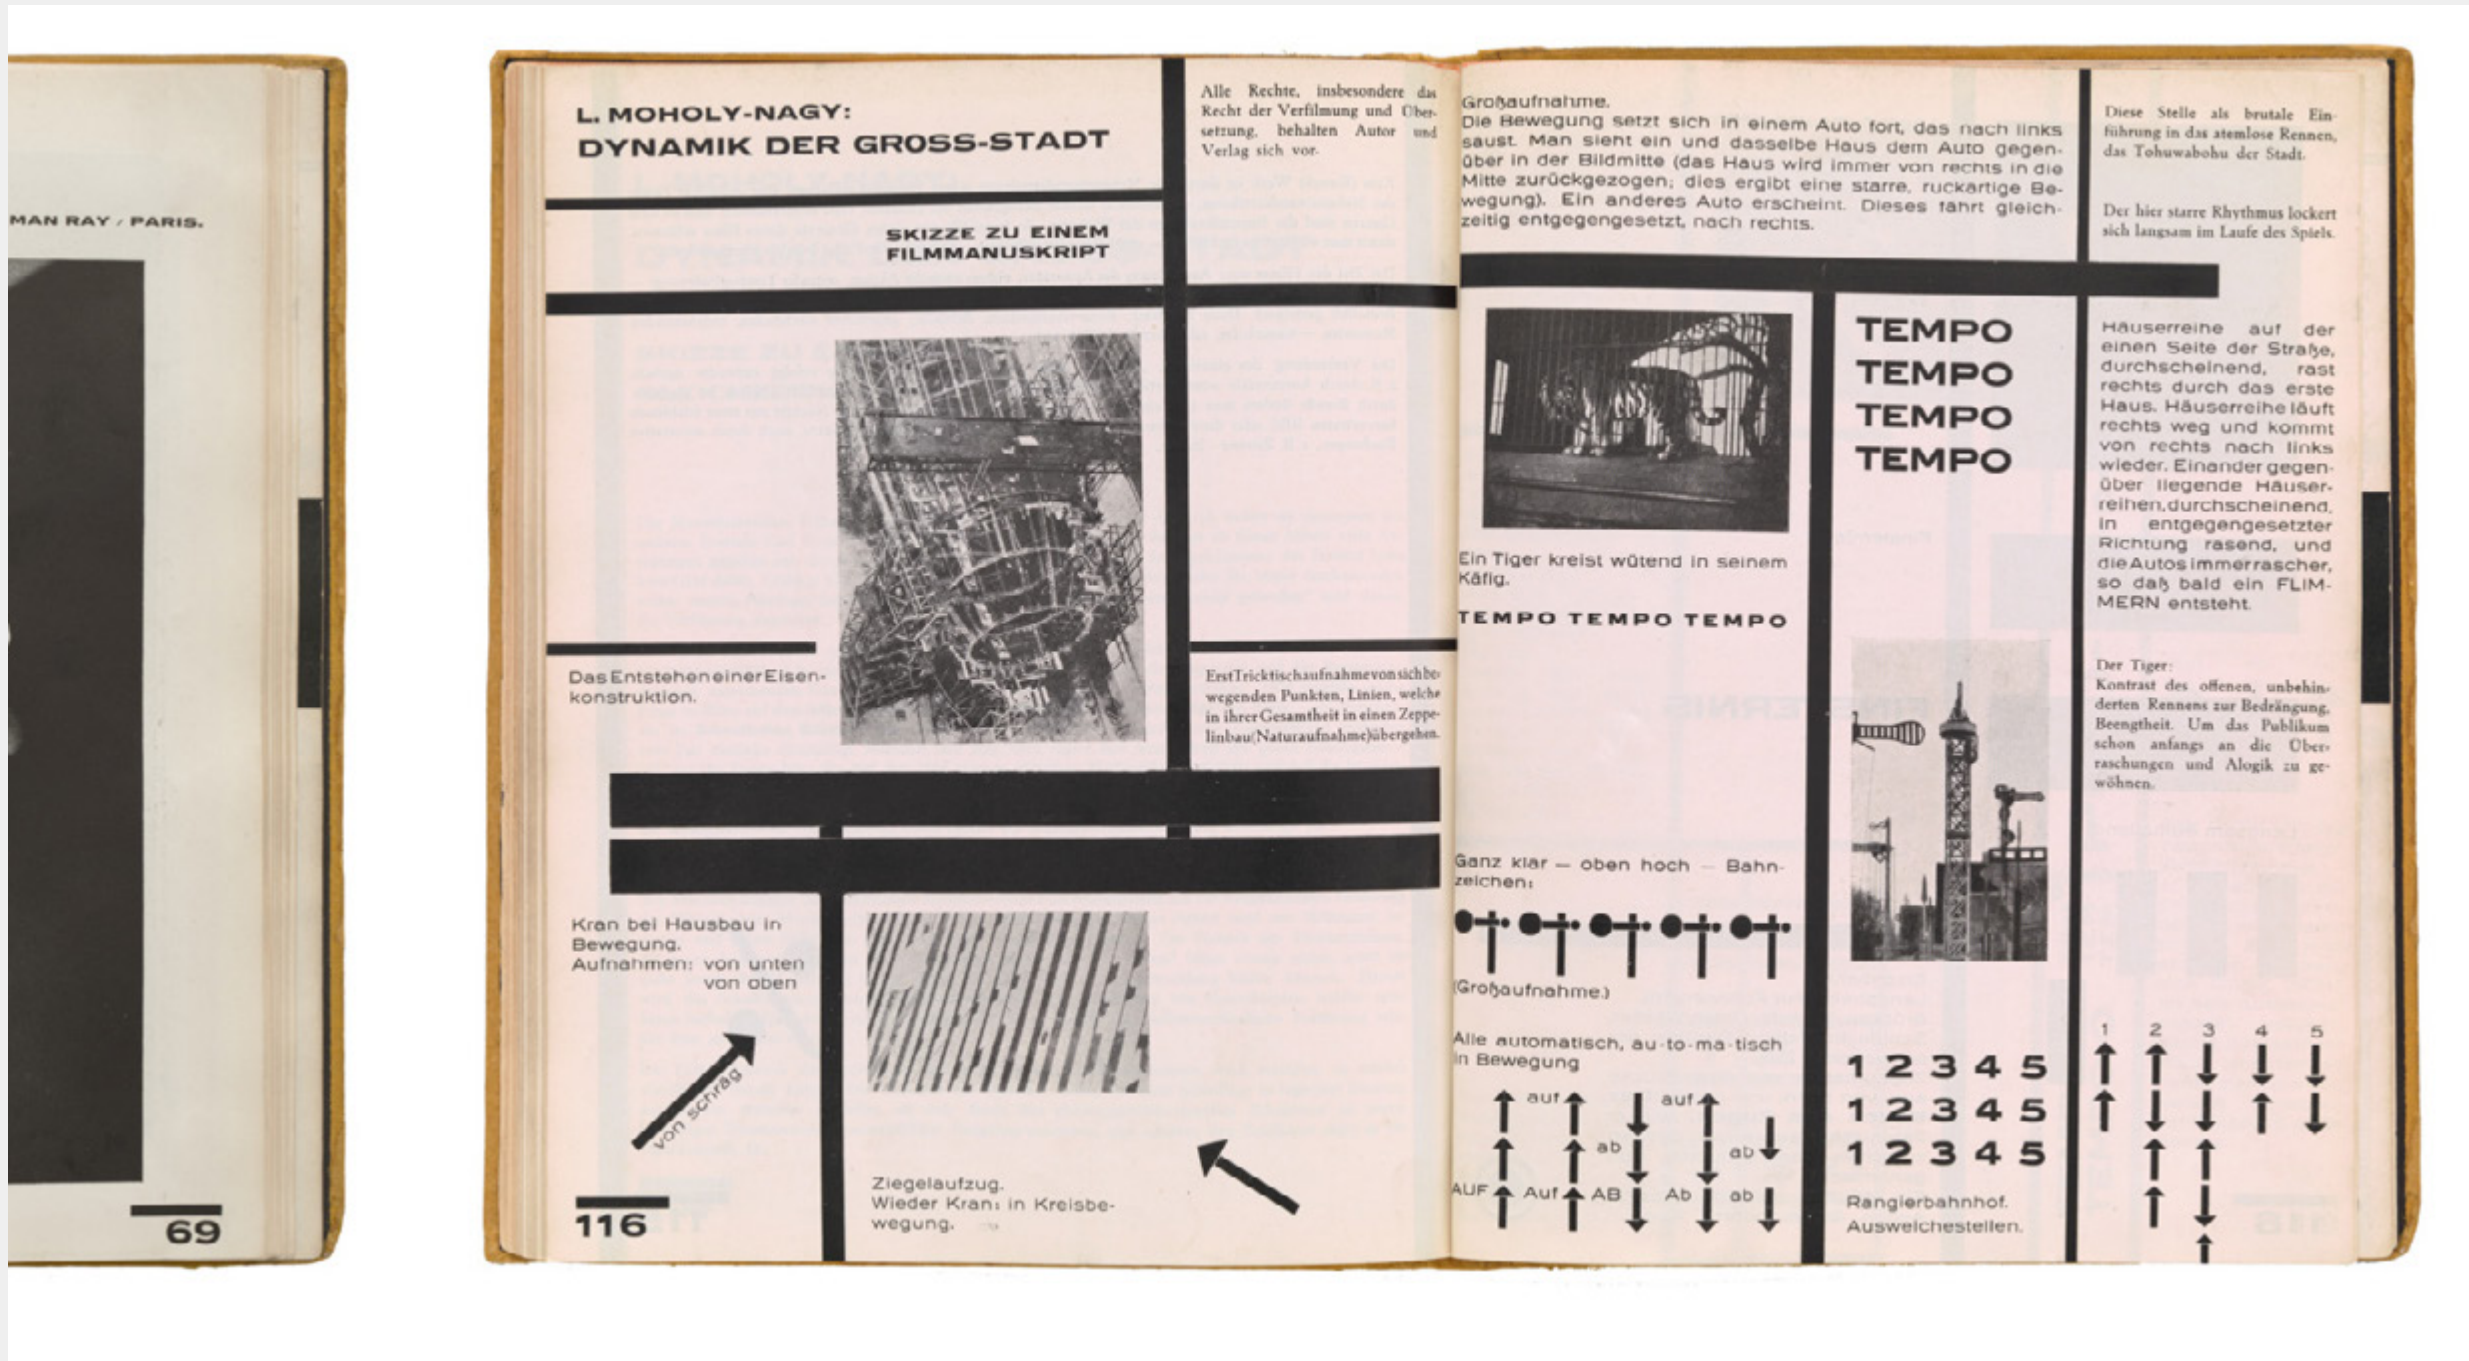 MAN RAY / PARIS.
69
L. MOHOLY-NAGY:
DYNAMIK DER GROSS-STADT
SKIZZE ZU EINEM
FILMMANUSKRIPT
Alle Rechte, insbesondere das
Recht der Verfilmung und Über-
setzung, behalten Autor und
Verlag sich vor.
Das Entstehen einer Eisen-
konstruktion.
Erst Tricktischaufnahme von sich be-
wegenden Punkten, Linien, welche
in ihrer Gesamtheit in einen Zeppe-
linbau (Naturaufnahme) übergehen.
Kran bei Hausbau in
Bewegung.
Aufnahmen: von unten
von oben
von schräg
Ziegelaufzug.
Wieder Kran: in Kreisbe-
wegung.
116
Großaufnahme.
Die Bewegung setzt sich in einem Auto fort, das nach links
saust. Man sieht ein und dasselbe Haus dem Auto gegen-
über in der Bildmitte (das Haus wird immer von rechts in die
Mitte zurückgezogen; dies ergibt eine starre, ruckartige Be-
wegung). Ein anderes Auto erscheint. Dieses fährt gleich-
zeitig entgegengesetzt, nach rechts.
Diese Stelle als brutale Ein-
führung in das atemlose Rennen,
das Tohuwabohu der Stadt.
Der hier starre Rhythmus lockert
sich langsam im Laufe des Spiels.
Ein Tiger kreist wütend in seinem
Käfig.
TEMPO TEMPO TEMPO
TEMPO
TEMPO
TEMPO
TEMPO
Häuserreihe auf der
einen Seite der Straße,
durchscheinend, rast
rechts durch das erste
Haus. Häuserreihe läuft
rechts weg und kommt
von rechts nach links
wieder. Einander gegen-
über liegende Häuser-
reihen, durchscheinend,
in entgegengesetzter
Richtung rasend, und
die Autos immer rascher,
so daß bald ein FLIM-
MERN entsteht.
Der Tiger:
Kontrast des offenen, unbehin-
derten Rennens zur Bedrängung,
Beengtheit. Um das Publikum
schon anfangs an die Über-
raschungen und Alogik zu ge-
wöhnen.
Ganz klar — oben hoch — Bahn-
zeichen:
(Großaufnahme.)
Alle automatisch, au-to-ma-tisch
in Bewegung
auf auf
ab ab
AUF Auf AB Ab ab
1 2 3 4 5
1 2 3 4 5
1 2 3 4 5
Rangierbahnhof.
Ausweichestellen.
1 2 3 4 5